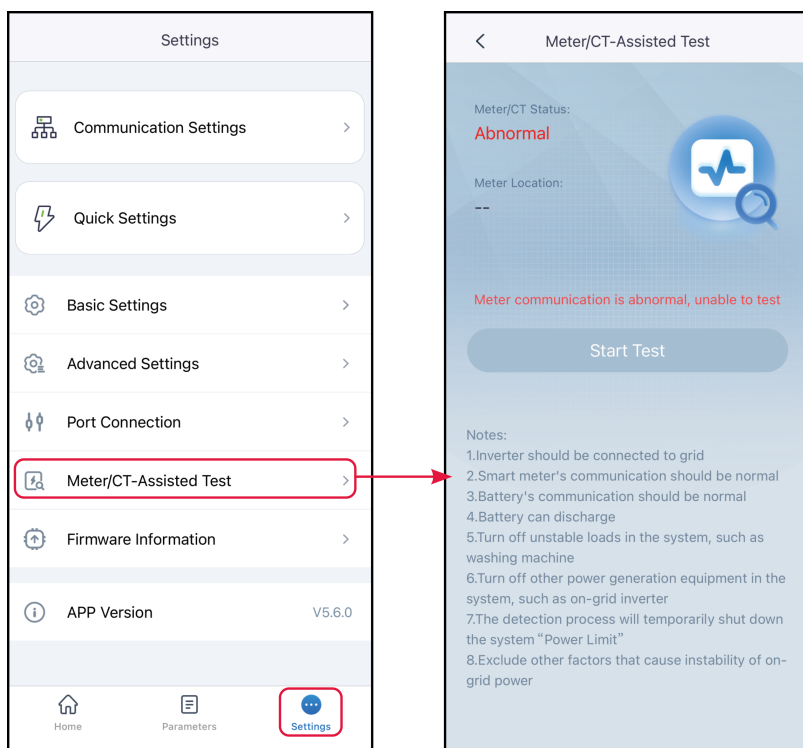 Settings
Communication Settings
Quick Settings
Basic Settings
Advanced Settings
Port Connection
Meter/CT-Assisted Test
Firmware Information
APP Version V5.6.0
Home Parameters Settings
Meter/CT-Assisted Test
Meter/CT Status:
Abnormal
Meter Location:
--
Meter communication is abnormal, unable to test
Start Test
Notes:
1.Inverter should be connected to grid
2.Smart meter's communication should be normal
3.Battery's communication should be normal
4.Battery can discharge
5.Turn off unstable loads in the system, such as
washing machine
6.Turn off other power generation equipment in the
system, such as on-grid inverter
7.The detection process will temporarily shut down
the system “Power Limit”
8.Exclude other factors that cause instability of on-
grid power